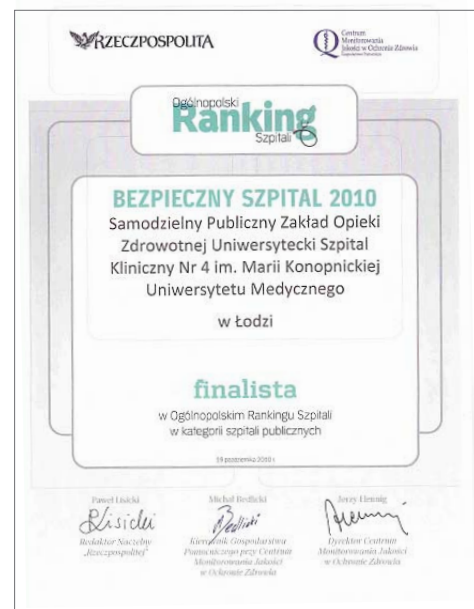 RZECZPOSPOLITA
Centrum
Monitorowania
Jakości w Ochronie Zdrowia
Ogólnopolski
Ranking
Szpitali
BEZPIECZNY SZPITAL 2010
Samodzielny Publiczny Zakład Opieki
Zdrowotnej Uniwersytecki Szpital
Kliniczny Nr 4 im. Marii Konopnickiej
Uniwersytetu Medycznego
w Łodzi
finalista
w Ogólnopolskim Rankingu Szpitali
w kategorii szpitali publicznych
19 października 2010 r.
Paweł Lisicki
Michał Bedlicki
Jerzy Hennig
Redaktor Naczelny
„Rzeczpospolitej"
Kierownik Gospodarstwa
Pomocniczego przy Centrum
Monitorowania Jakości
w Ochronie Zdrowia
Dyrektor Centrum
Monitorowania Jakości
w Ochronie Zdrowia